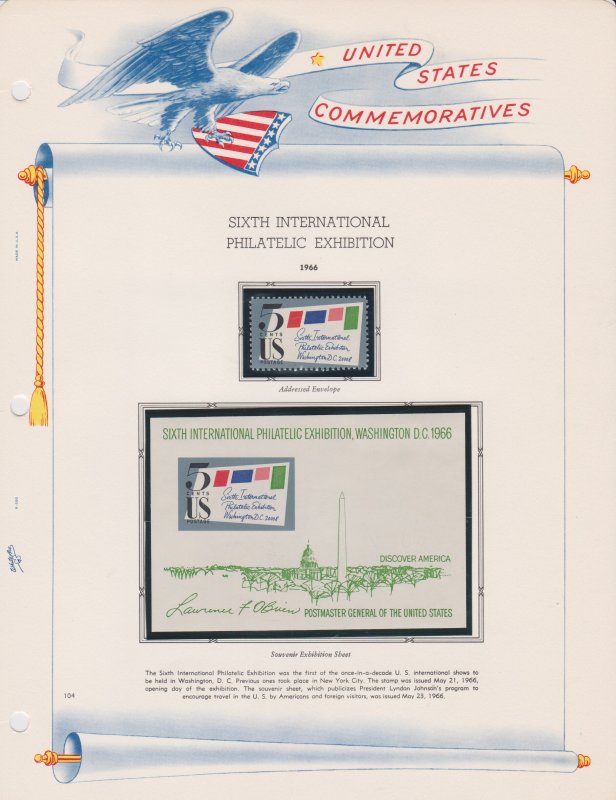 UNITED
STATES
COMMEMORATIVES
SIXTH INTERNATIONAL
PHILATELIC EXHIBITION
1966
MADE IN U.S.A.
5
CENTS
US
POSTAGE
Sixth International
Philatelic Exhibition
Washington D.C. 20008
Addressed Envelope
SIXTH INTERNATIONAL PHILATELIC EXHIBITION, WASHINGTON D.C. 1966
5
CENTS
US
POSTAGE
Sixth International
Philatelic Exhibition
Washington D.C. 20008
DISCOVER AMERICA
Lawrence F O'Brien POSTMASTER GENERAL OF THE UNITED STATES
Souvenir Exhibition Sheet
The Sixth International Philatelic Exhibition was the first of the once-in-a-decade U. S. international shows to
be held in Washington, D. C. Previous ones took place in New York City. The stamp was issued May 21, 1966,
opening day of the exhibition. The souvenir sheet, which publicizes President Lyndon Johnson's program to
encourage travel in the U. S. by Americans and foreign visitors, was issued May 23, 1966.
104